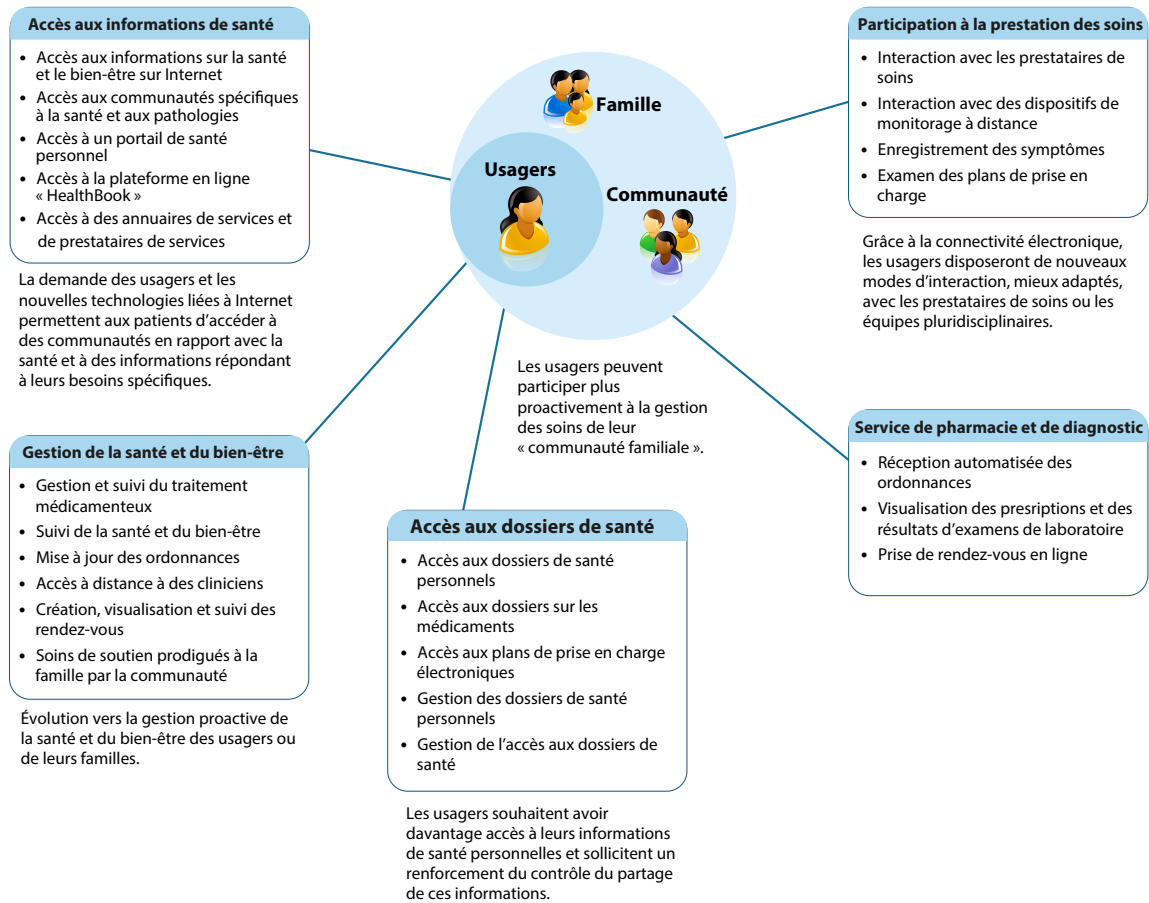 Accès aux informations de santé
• Accès aux informations sur la santé
et le bien-être sur Internet
• Accès aux communautés spécifiques
à la santé et aux pathologies
• Accès à un portail de santé
personnel
• Accès à la plateforme en ligne
« HealthBook »
• Accès à des annuaires de services et
de prestataires de services
La demande des usagers et les
nouvelles technologies liées à Internet
permettent aux patients d'accéder à
des communautés en rapport avec la
santé et à des informations répondant
à leurs besoins spécifiques.
Famille
Usagers
Communauté
Les usagers peuvent
participer plus
proactivement à la gestion
des soins de leur
« communauté familiale ».
Participation à la prestation des soins
• Interaction avec les prestataires de
soins
• Interaction avec des dispositifs de
monitorage à distance
• Enregistrement des symptômes
• Examen des plans de prise en
charge
Grâce à la connectivité électronique,
les usagers disposeront de nouveaux
modes d'interaction, mieux adaptés,
avec les prestataires de soins ou les
équipes pluridisciplinaires.
Gestion de la santé et du bien-être
• Gestion et suivi du traitement
médicamenteux
• Suivi de la santé et du bien-être
• Mise à jour des ordonnances
• Accès à distance à des cliniciens
• Création, visualisation et suivi des
rendez-vous
• Soins de soutien prodigués à la
famille par la communauté
Évolution vers la gestion proactive de
la santé et du bien-être des usagers ou
de leurs familles.
Accès aux dossiers de santé
• Accès aux dossiers de santé
personnels
• Accès aux dossiers sur les
médicaments
• Accès aux plans de prise en charge
électroniques
• Gestion des dossiers de santé
personnels
• Gestion de l'accès aux dossiers de
santé
Les usagers souhaitent avoir
davantage accès à leurs informations
de santé personnelles et sollicitent un
renforcement du contrôle du partage
de ces informations.
Service de pharmacie et de diagnostic
• Réception automatisée des
ordonnances
• Visualisation des presriptions et des
résultats d'examens de laboratoire
• Prise de rendez-vous en ligne